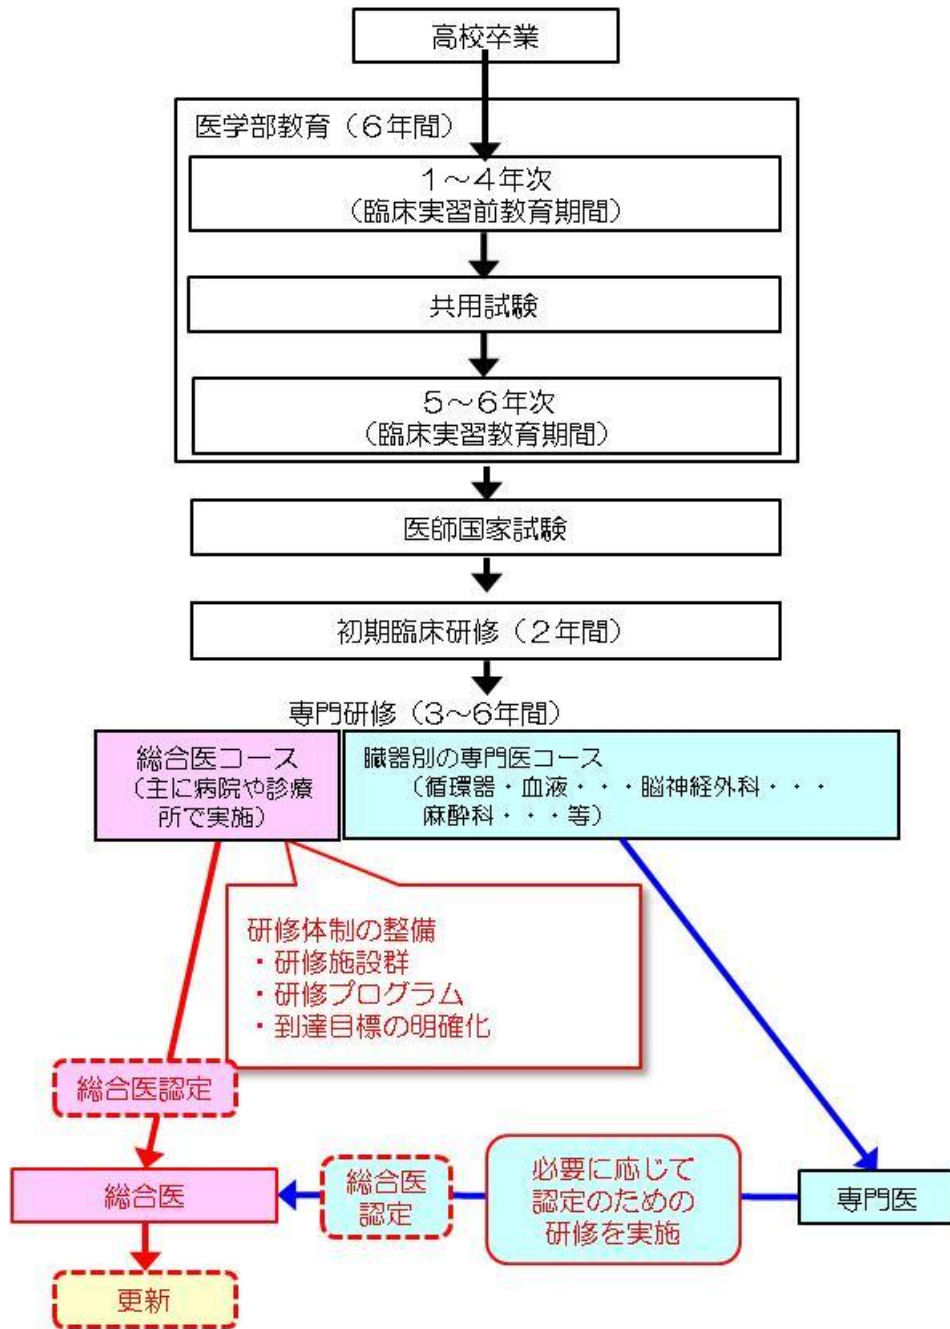 高校卒業
医学部教育（６年間）
１～４年次
（臨床実習前教育期間）
共用試験
５～６年次
（臨床実習教育期間）
医師国家試験
初期臨床研修（２年間）
専門研修（３～６年間）
総合医コース
（主に病院や診療
所で実施）
臓器別の専門医コース
（循環器・血液・・・脳神経外科・・・
麻酔科・・・等）
研修体制の整備
・研修施設群
・研修プログラム
・到達目標の明確化
総合医認定
総合医
総合医
認定
必要に応じて
認定のための
研修を実施
専門医
更新